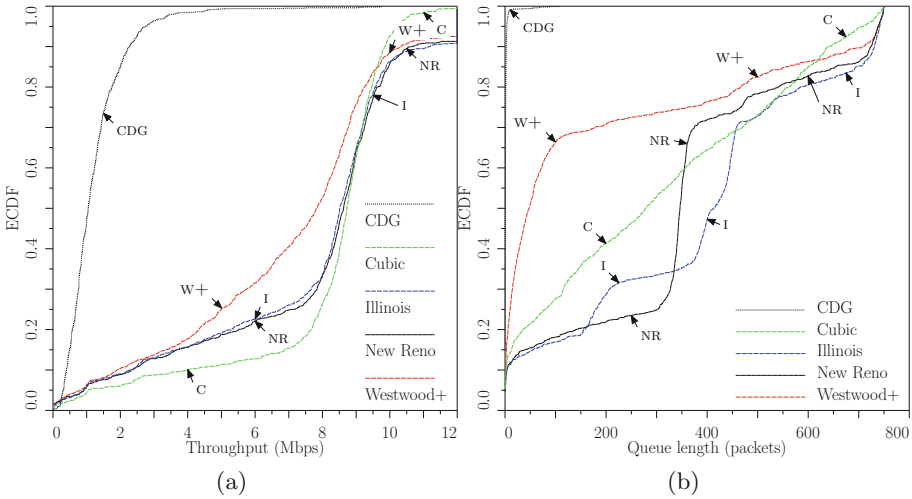 ECDF
0.0
0.2
0.4
0.6
0.8
1.0
CDG
W+
C
NR
I
W+
I
NR
C
CDG
Cubic
Illinois
New Reno
Westwood+
0
2
4
6
8
10
12
Throughput (Mbps)
(a)
ECDF
0.0
0.2
0.4
0.6
0.8
1.0
CDG
C
W+
I
NR
W+
NR
C
I
I
NR
CDG
Cubic
Illinois
New Reno
Westwood+
0
200
400
600
800
Queue length (packets)
(b)